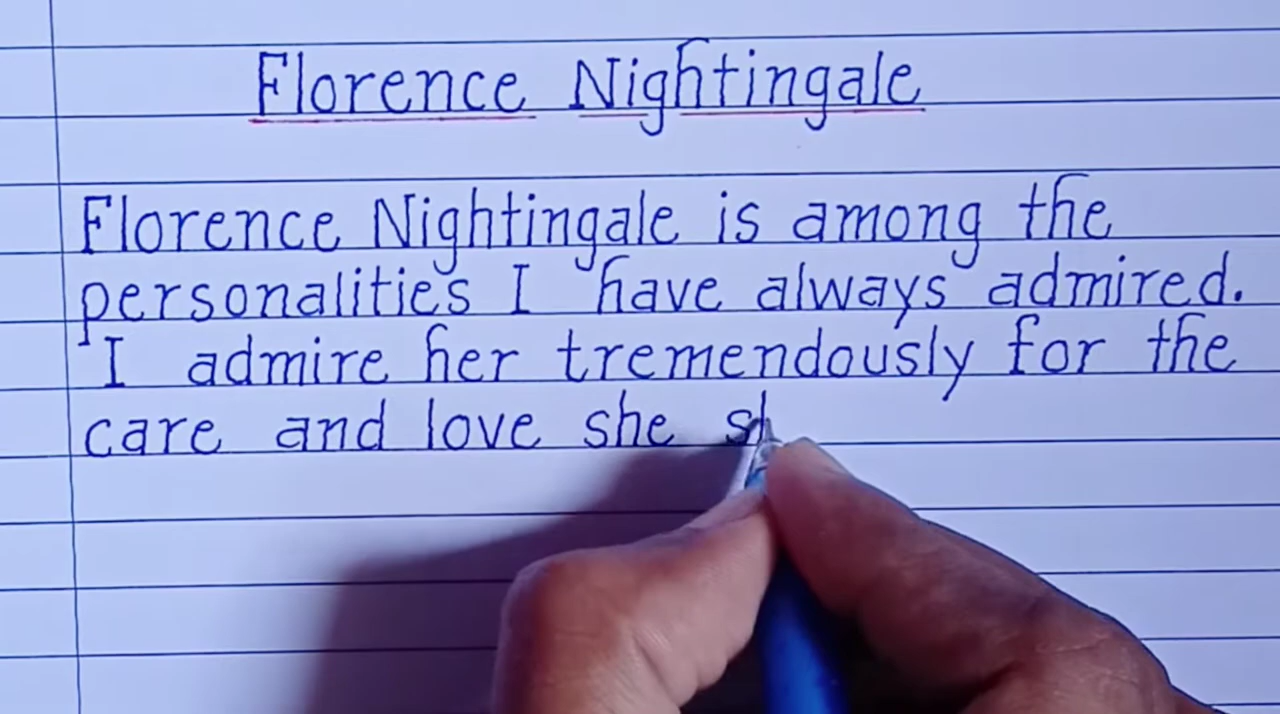 Florence Nightingale
Florence Nightingale is among the
personalities I have always admired.
I admire her tremendously for the
care and love she